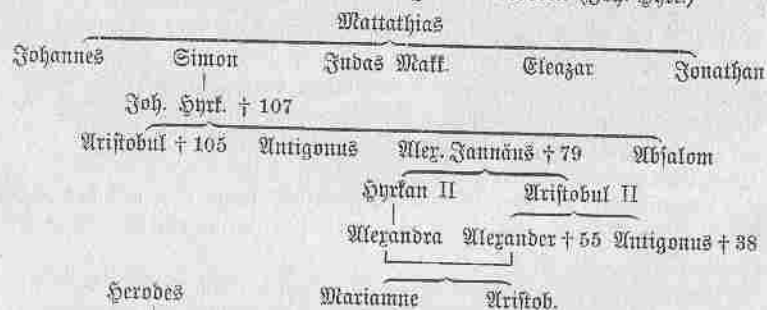 Mattathias
Johannes Simon Judas Makk. Eleazar Jonathan
Joh. Hyrk. † 107
Aristobul † 105 Antigonus Alex. Jannäus † 79 Absalom
Hyrkan II Aristobul II
Alexandra Alexander † 55 Antigonus † 38
Herodes Mariamne Aristob.